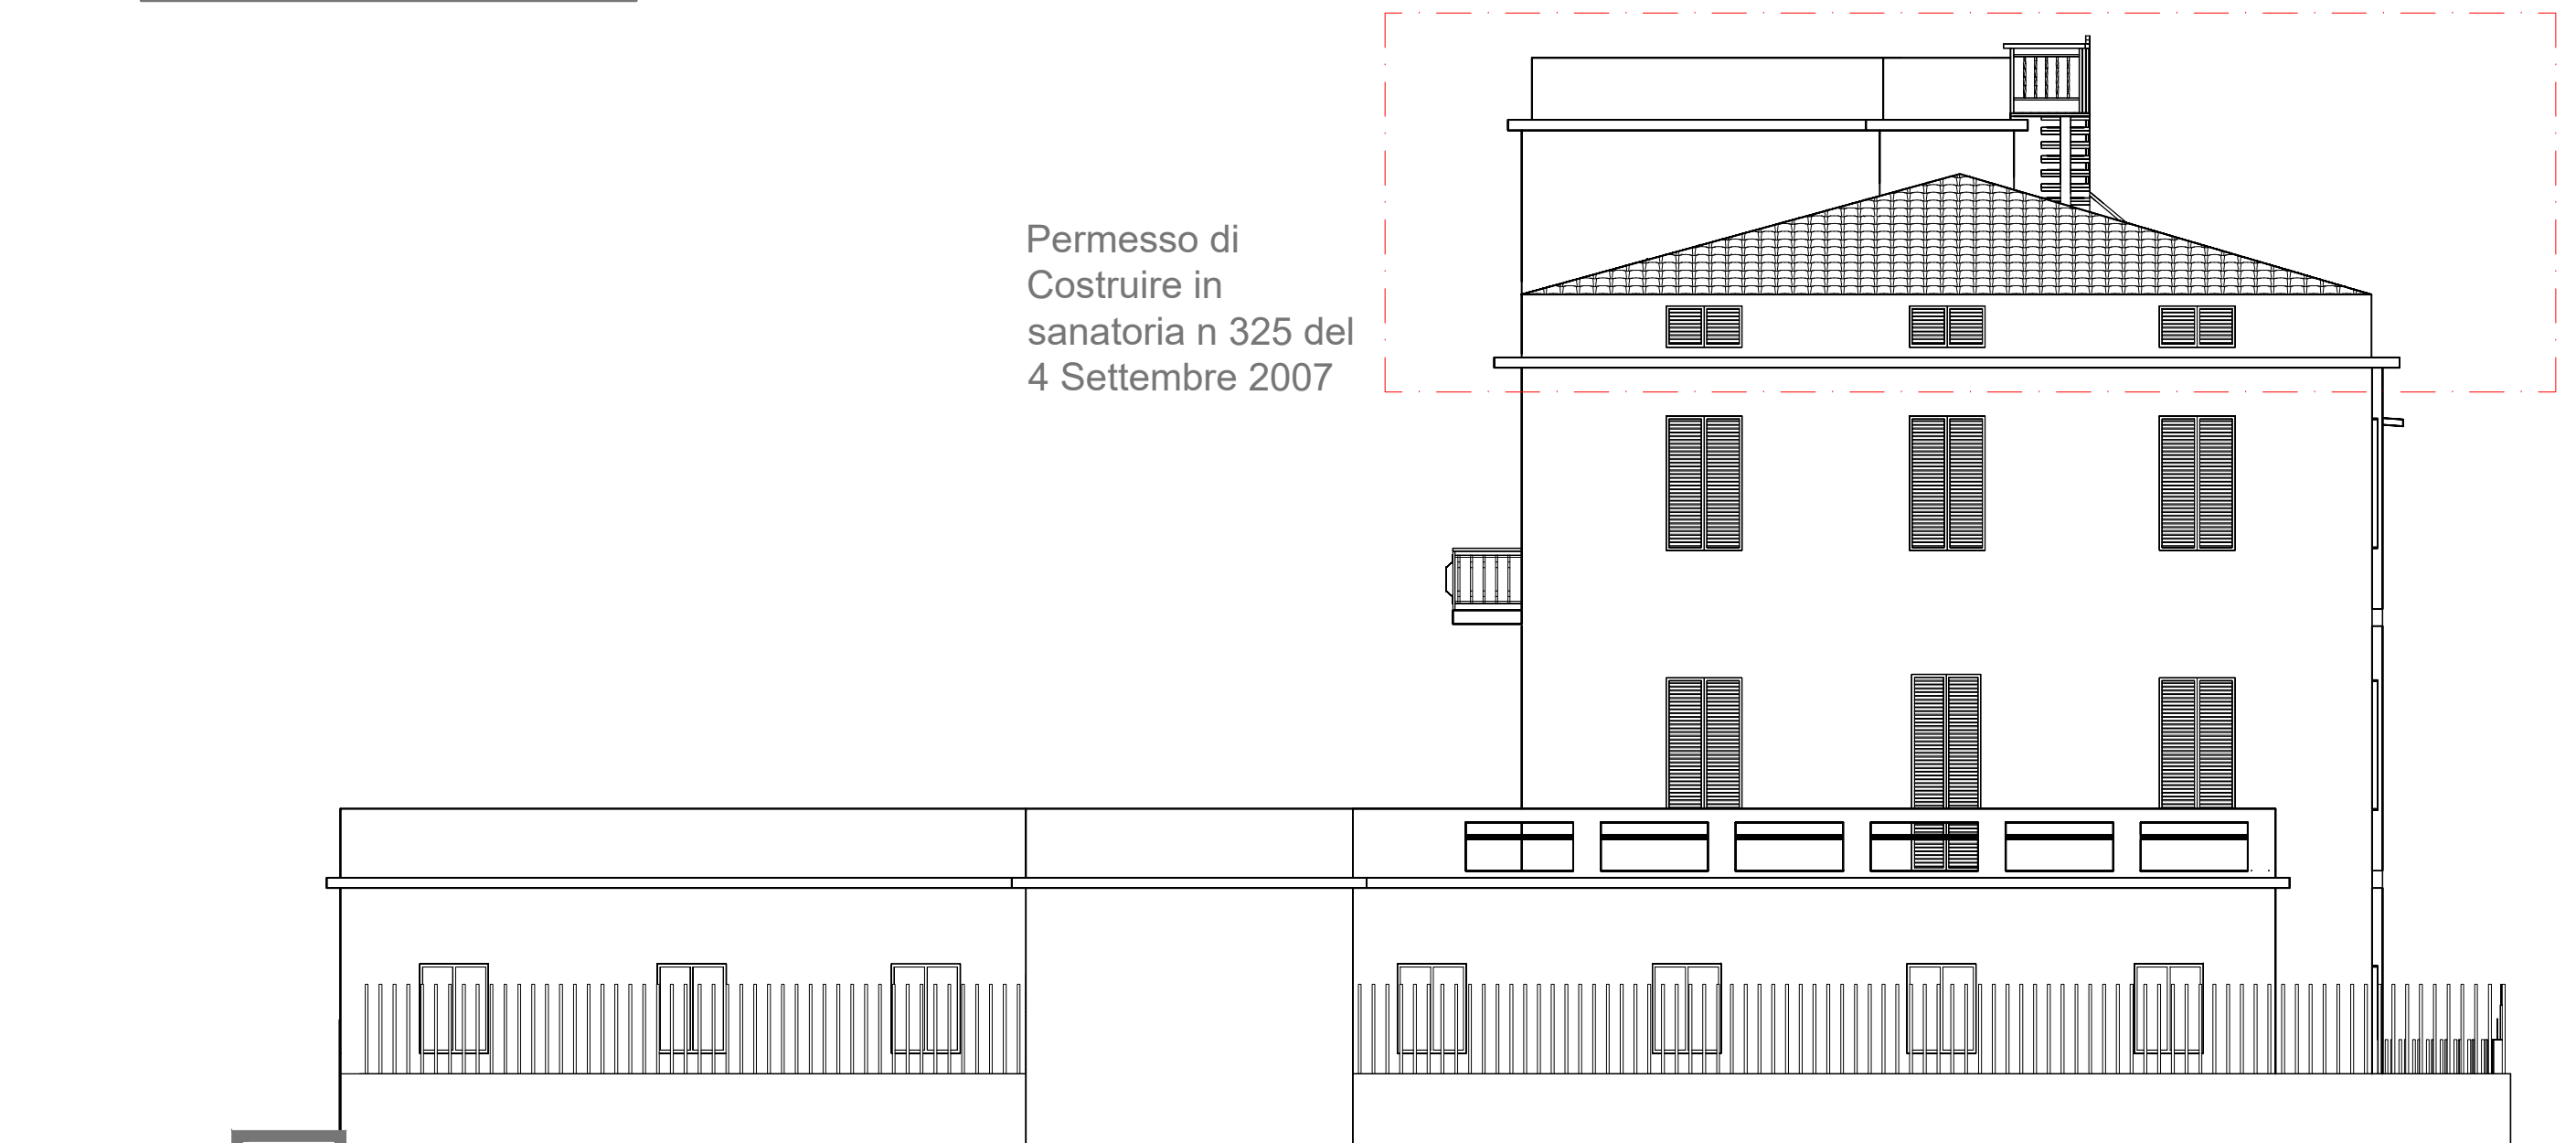 Permesso di
Costruire in
sanatoria n 325 del
4 Settembre 2007